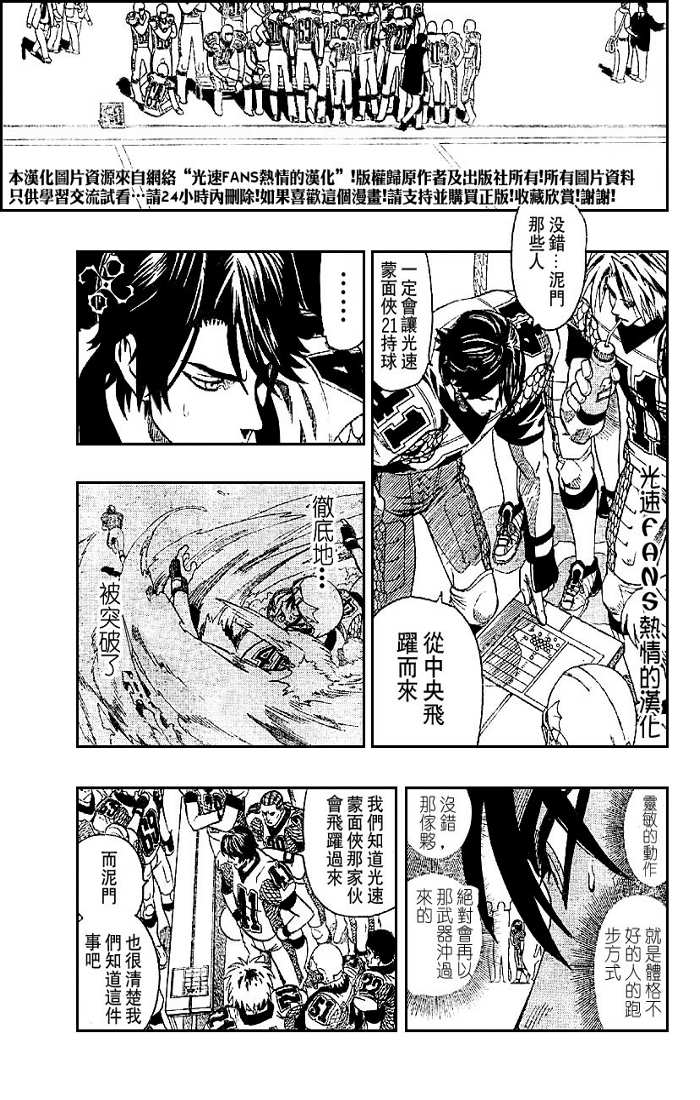 本漢化圖片資源來自網絡“光速FANS熱情的漢化”!版權歸原作者及出版社所有!所有圖片資料
只供學習交流試看…請24小時內刪除!如果喜歡這個漫畫!請支持並購買正版!收藏欣賞!謝謝!
没錯…泥門
那些人
一定會讓光速
蒙面俠21持球
光速FANS熱情的漢化
從中央飛
躍而來
……
徹底地…
被突破了
靈敏的動作
就是體格不
好的人的跑
步方式
沒錯，
那傢夥
絕對會再以
那武器沖過
來的
我們知道光速
蒙面俠那家伙
會飛躍過來
而泥門
也很清楚我
們知道這件
事吧
41
51